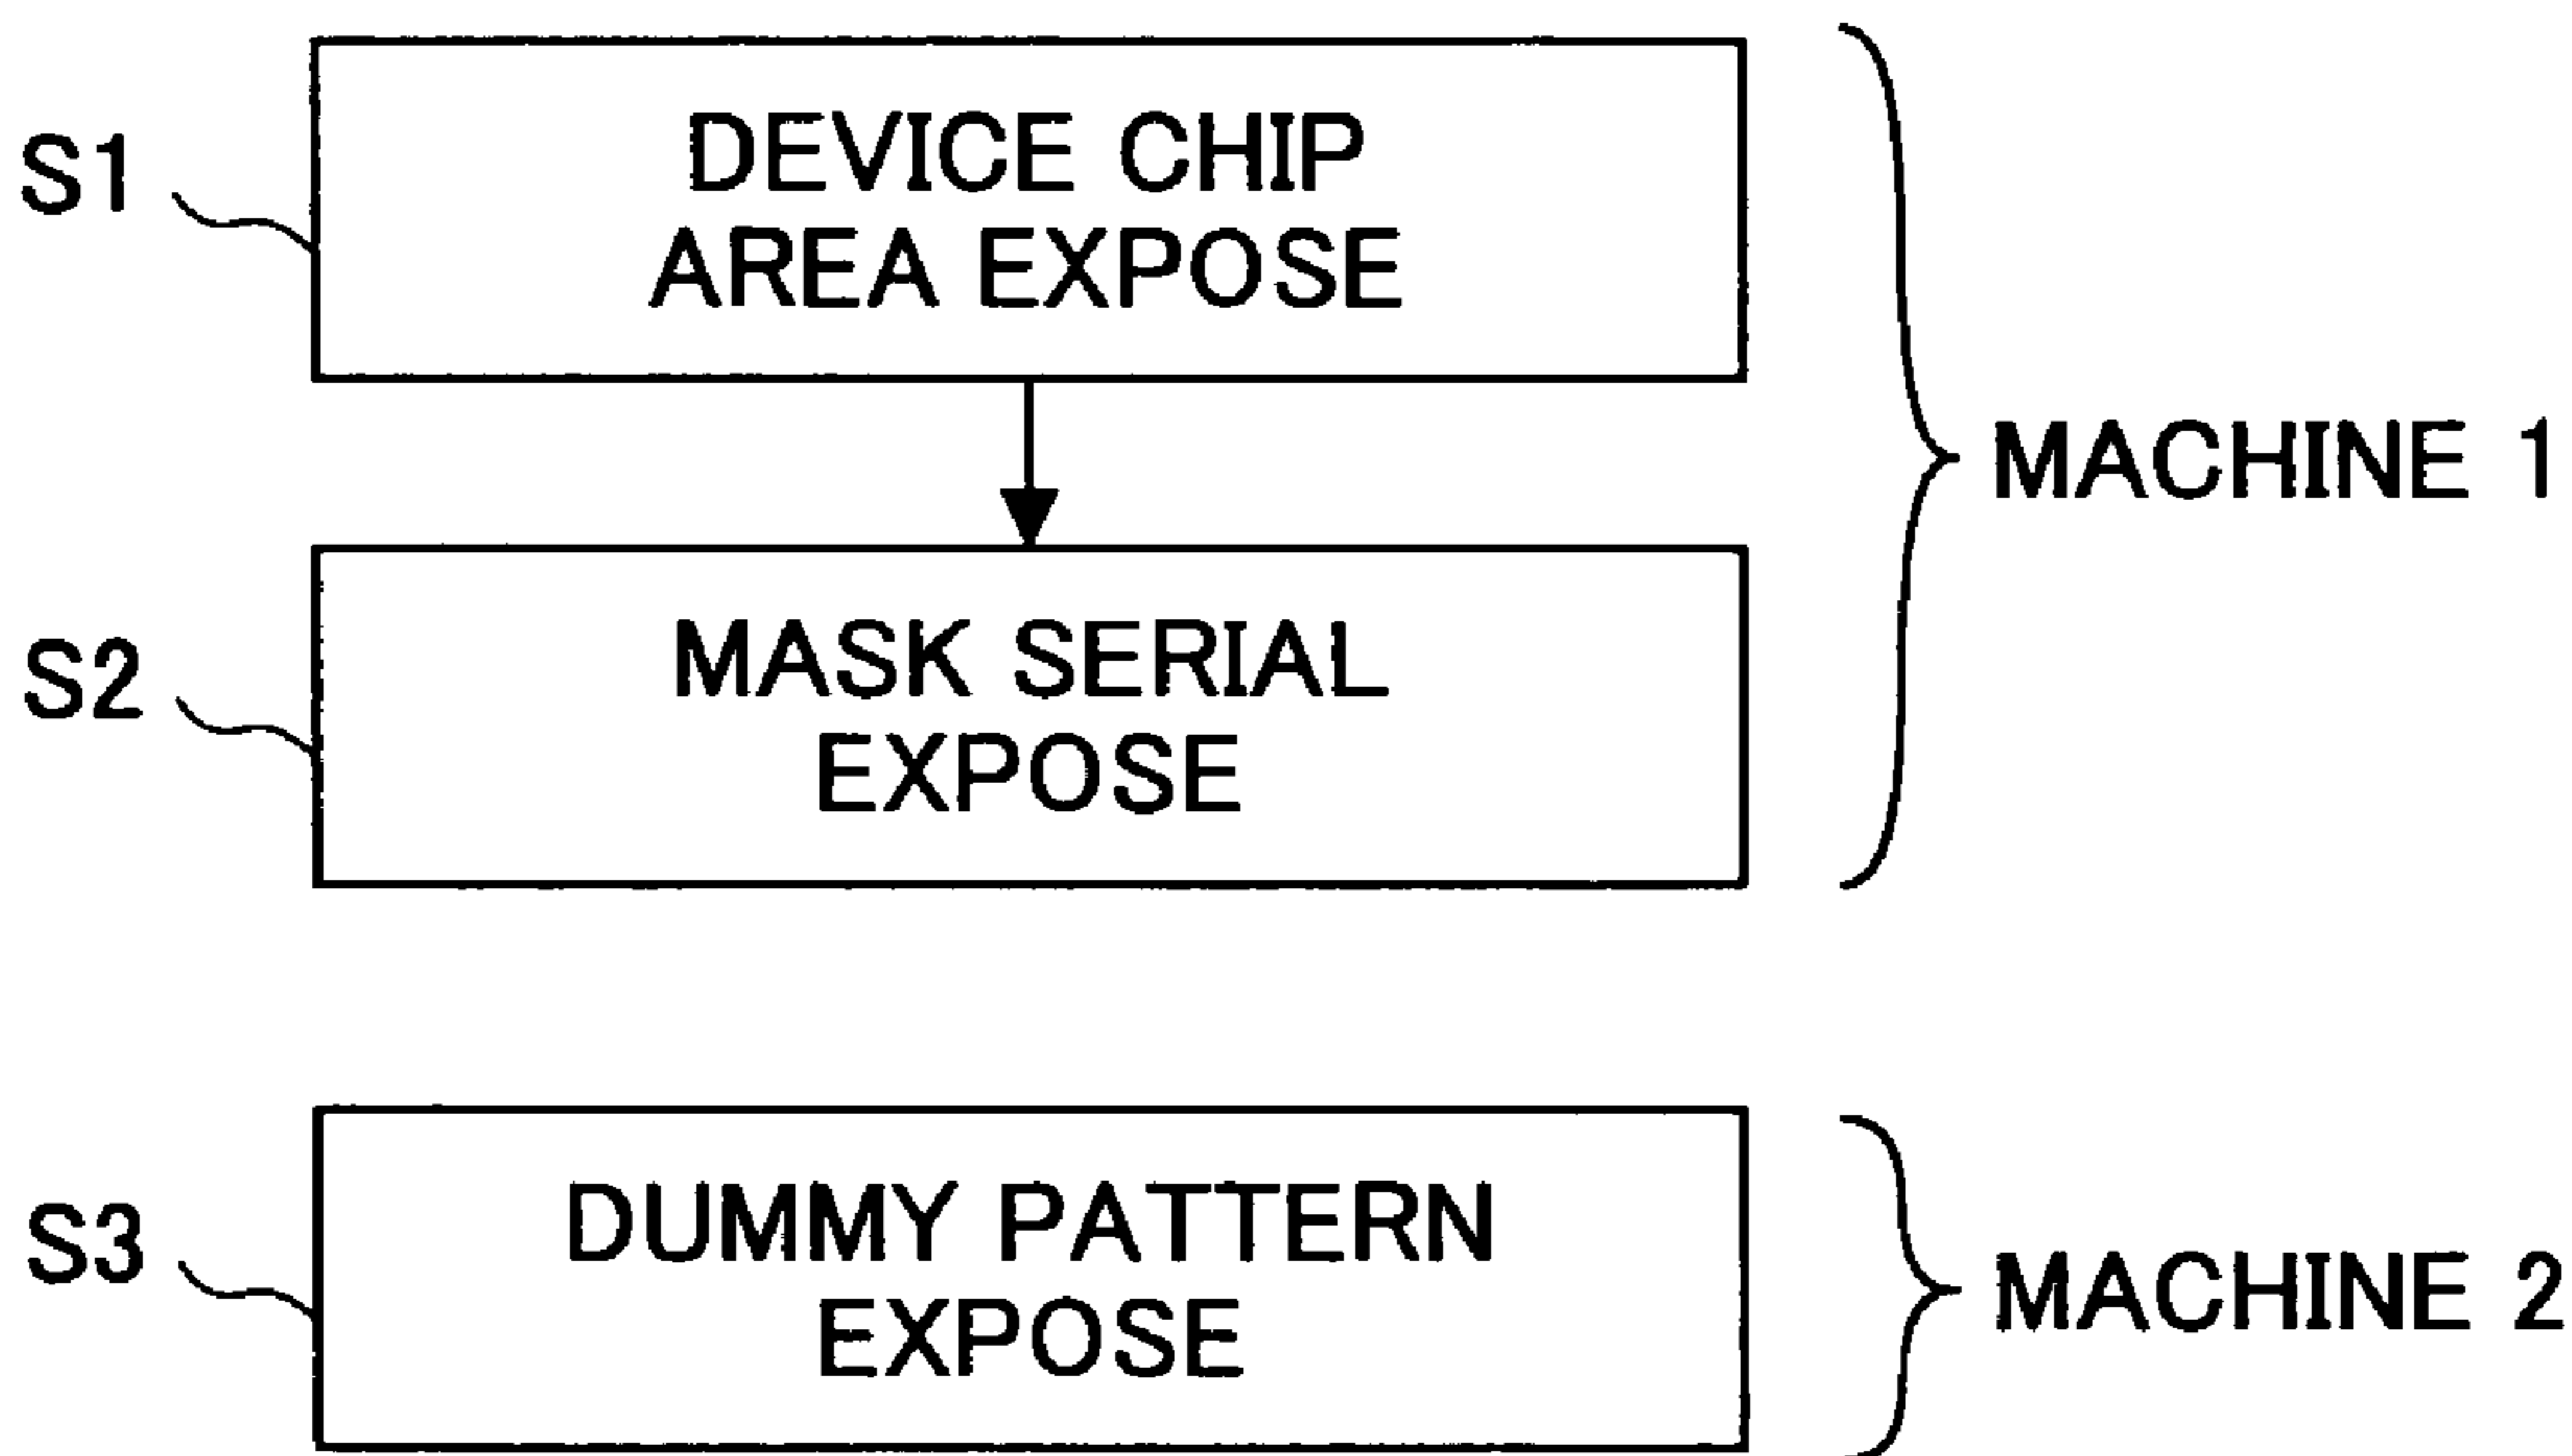 S1
DEVICE CHIP
AREA EXPOSE
MACHINE 1
S2
MASK SERIAL
EXPOSE
S3
DUMMY PATTERN
EXPOSE
MACHINE 2